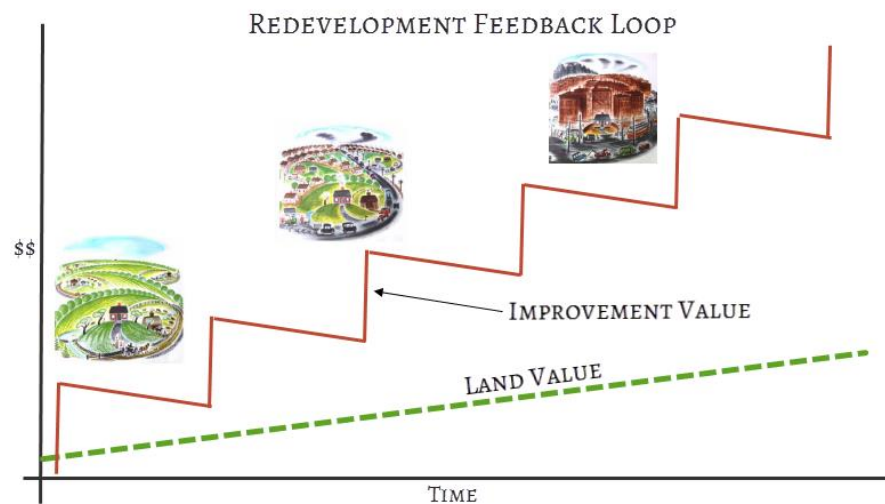 Redevelopment Feedback Loop
$$
Improvement Value
Land Value
Time